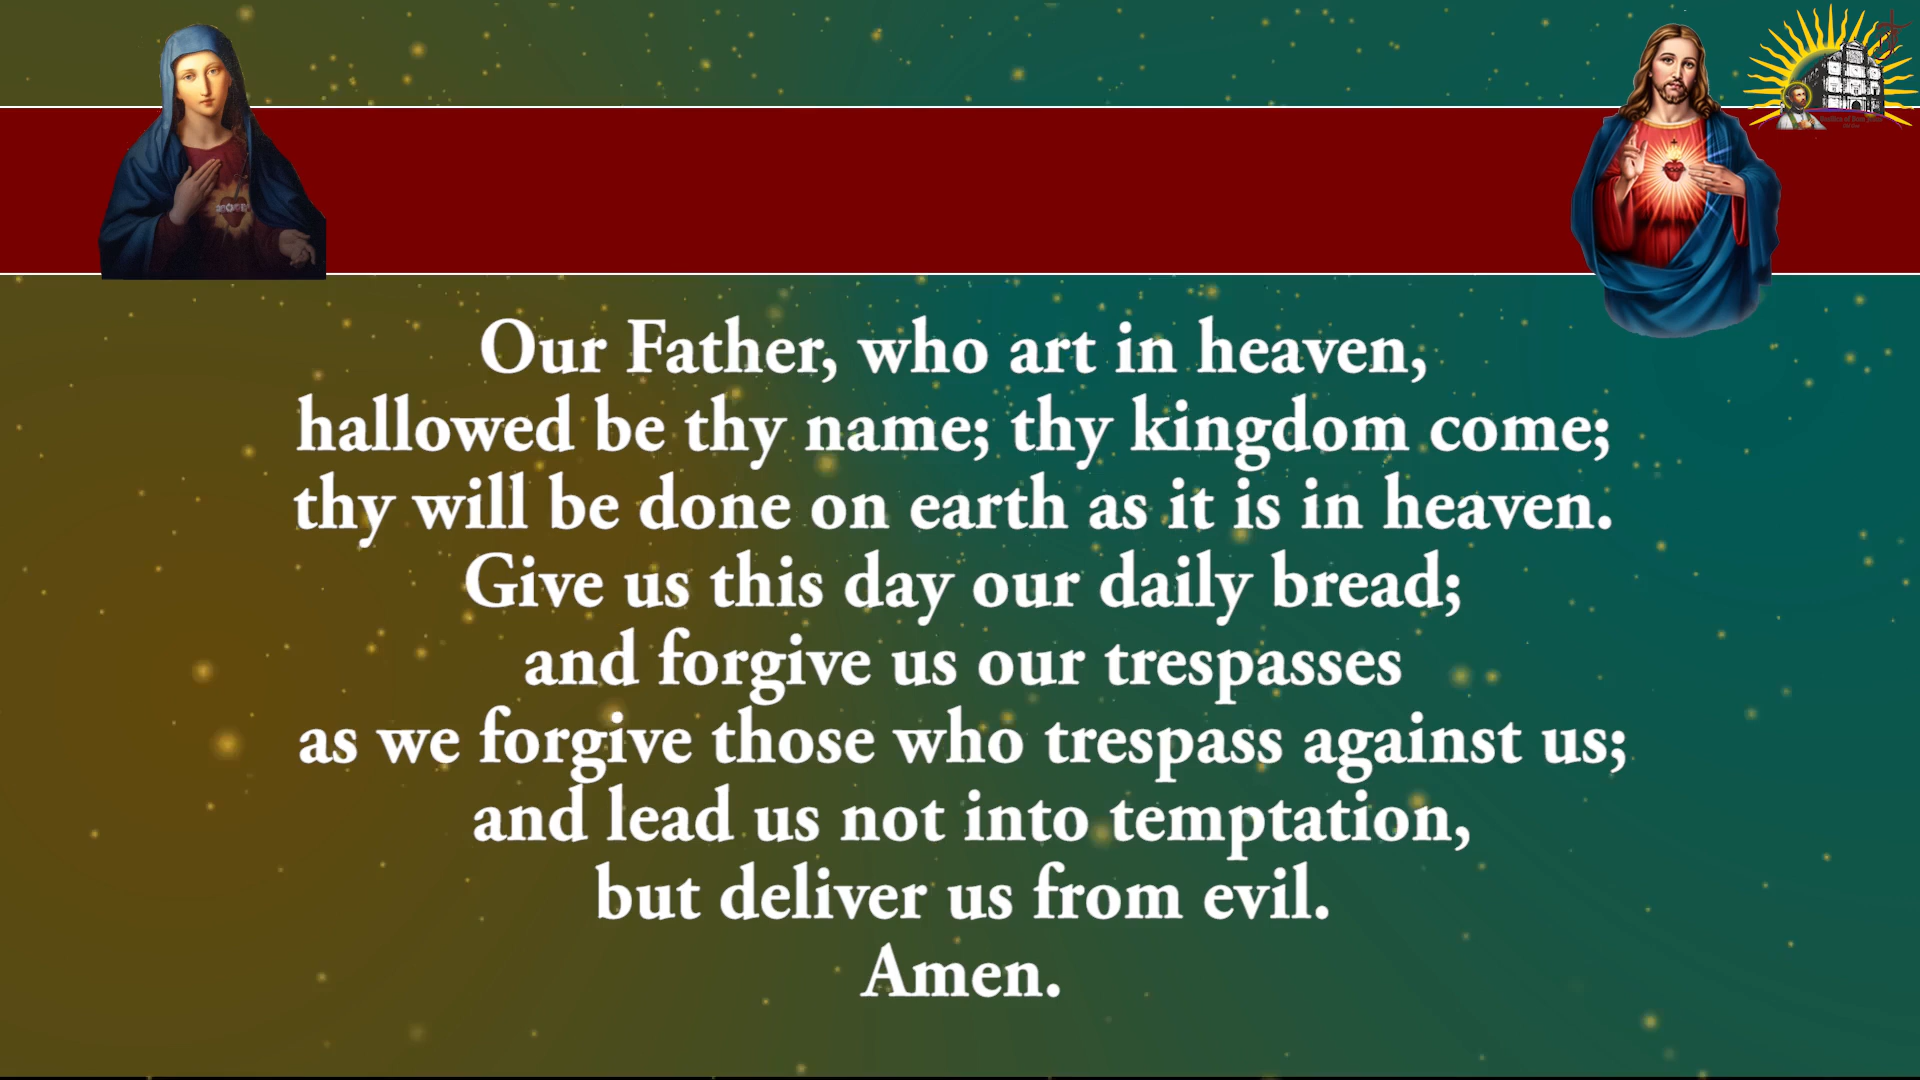 Our Father, who art in heaven,
hallowed be thy name; thy kingdom come;
thy will be done on earth as it is in heaven.
Give us this day our daily bread;
and forgive us our trespasses
as we forgive those who trespass against us;
and lead us not into temptation,
but deliver us from evil.
Amen.